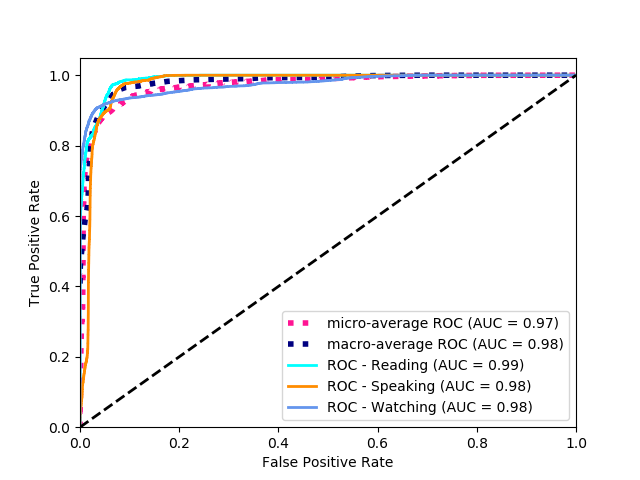 1.0
0.8
0.6
0.4
0.2
0.0
True Positive Rate
micro-average ROC (AUC = 0.97)
macro-average ROC (AUC = 0.98)
ROC - Reading (AUC = 0.99)
ROC - Speaking (AUC = 0.98)
ROC - Watching (AUC = 0.98)
0.0 0.2 0.4 0.6 0.8 1.0
False Positive Rate